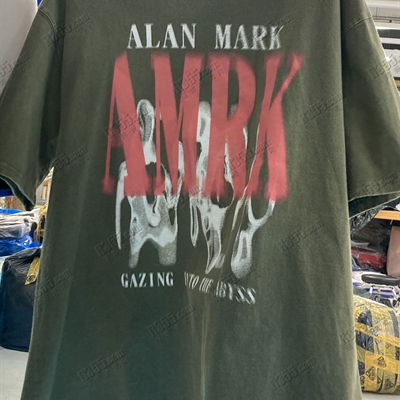 ALAN MARK
AMRK
GAZING INTO THE ABYSS